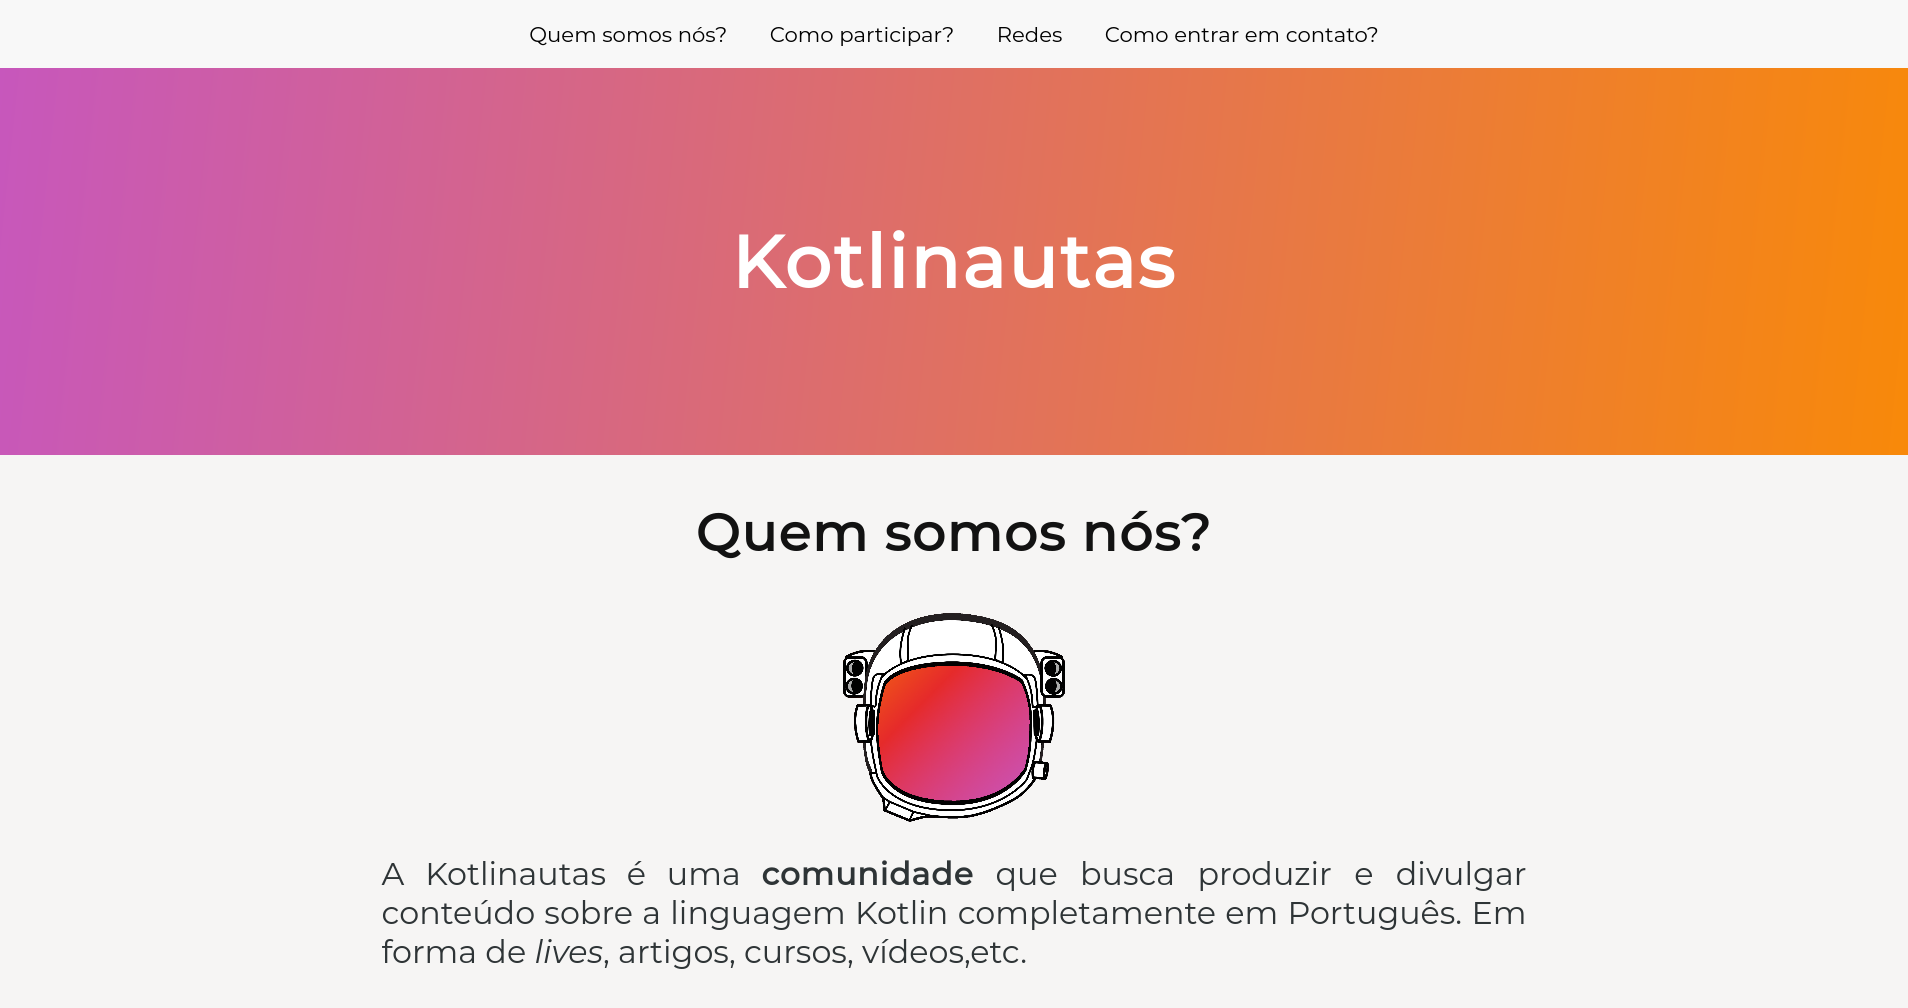 Quem somos nós? Como participar? Redes Como entrar em contato?
Kotlinautas
Quem somos nós?
A Kotlinautas é uma comunidade que busca produzir e divulgar
conteúdo sobre a linguagem Kotlin completamente em Português. Em
forma de lives, artigos, cursos, vídeos,etc.